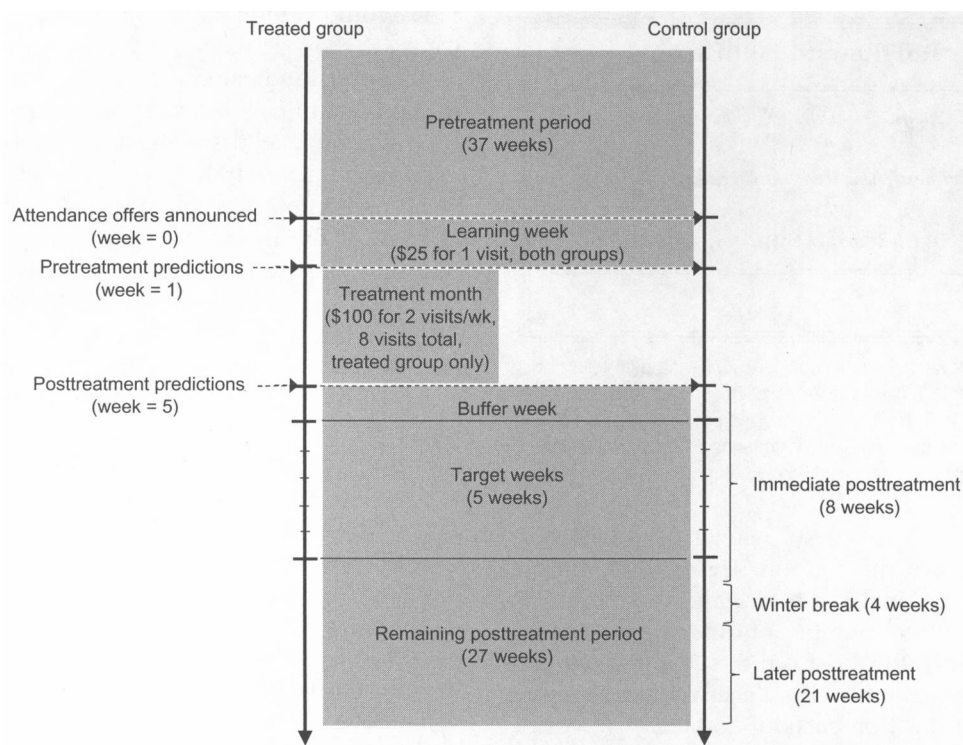 Treated group
Control group
Pretreatment period
(37 weeks)
Attendance offers announced
(week = 0)
Learning week
($25 for 1 visit, both groups)
Pretreatment predictions
(week = 1)
Treatment month
($100 for 2 visits/wk,
8 visits total,
treated group only)
Posttreatment predictions
(week = 5)
Buffer week
Target weeks
(5 weeks)
Immediate posttreatment
(8 weeks)
Winter break (4 weeks)
Remaining posttreatment period
(27 weeks)
Later posttreatment
(21 weeks)